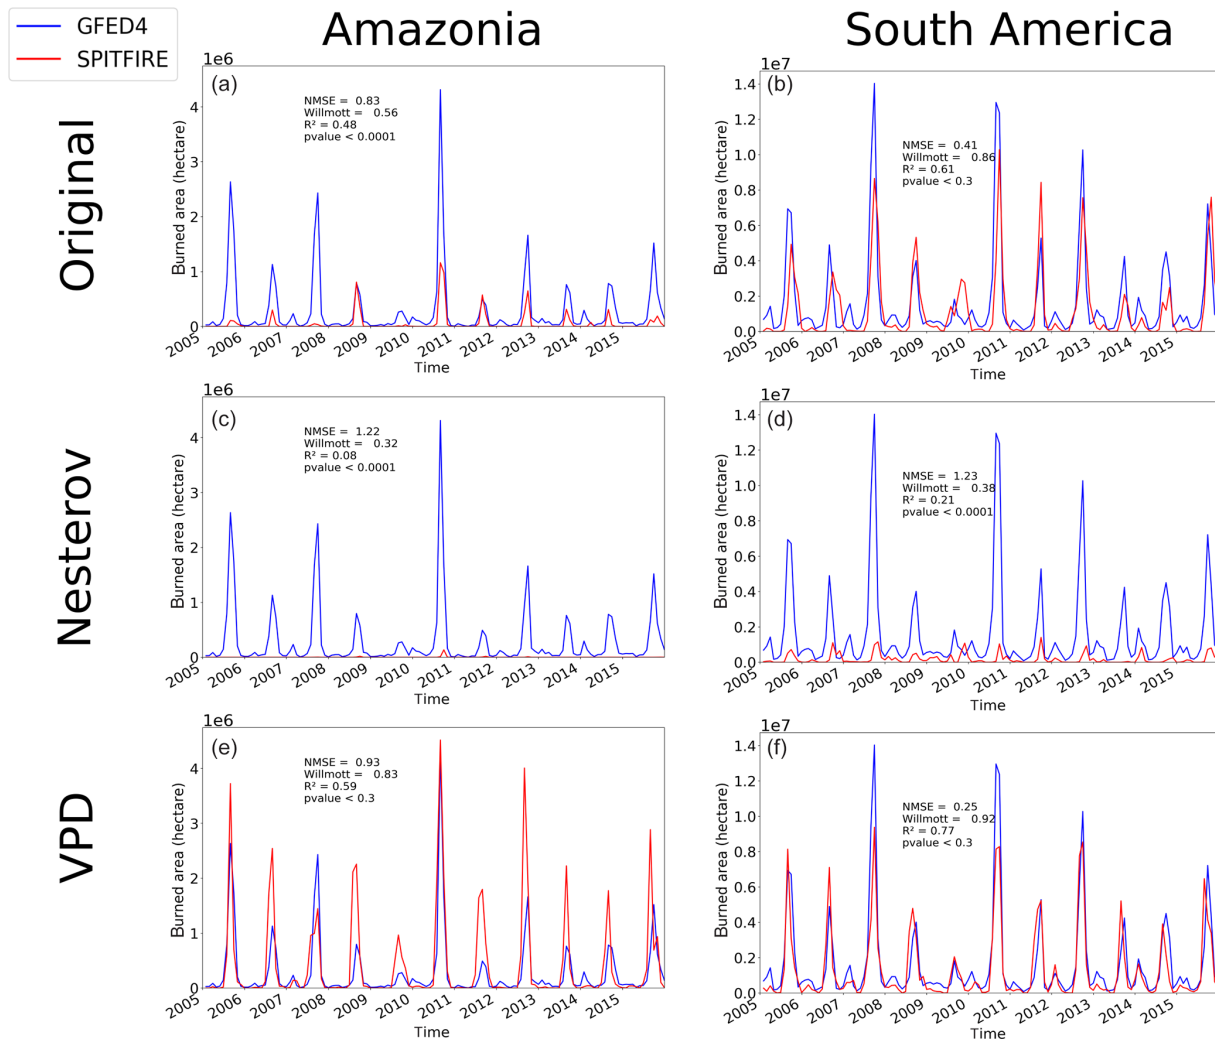 GFED4
SPITFIRE
Amazonia
South America
Original
Nesterov
VPD
1e6
(a)
NMSE = 0.83
Willmott = 0.56
R² = 0.48
pvalue < 0.0001
Burned area (hectare)
4
3
2
1
0
2005 2006 2007 2008 2009 2010 2011 2012 2013 2014 2015
Time
1e7
(b)
NMSE = 0.41
Willmott = 0.86
R² = 0.61
pvalue < 0.3
Burned area (hectare)
1.4
1.2
1.0
0.8
0.6
0.4
0.2
0.0
2005 2006 2007 2008 2009 2010 2011 2012 2013 2014 2015
Time
1e6
(c)
NMSE = 1.22
Willmott = 0.32
R² = 0.08
pvalue < 0.0001
Burned area (hectare)
4
3
2
1
0
2005 2006 2007 2008 2009 2010 2011 2012 2013 2014 2015
Time
1e7
(d)
NMSE = 1.23
Willmott = 0.38
R² = 0.21
pvalue < 0.0001
Burned area (hectare)
1.4
1.2
1.0
0.8
0.6
0.4
0.2
0.0
2005 2006 2007 2008 2009 2010 2011 2012 2013 2014 2015
Time
1e6
(e)
NMSE = 0.93
Willmott = 0.83
R² = 0.59
pvalue < 0.3
Burned area (hectare)
4
3
2
1
0
2005 2006 2007 2008 2009 2010 2011 2012 2013 2014 2015
Time
1e7
(f)
NMSE = 0.25
Willmott = 0.92
R² = 0.77
pvalue < 0.3
Burned area (hectare)
1.4
1.2
1.0
0.8
0.6
0.4
0.2
0.0
2005 2006 2007 2008 2009 2010 2011 2012 2013 2014 2015
Time